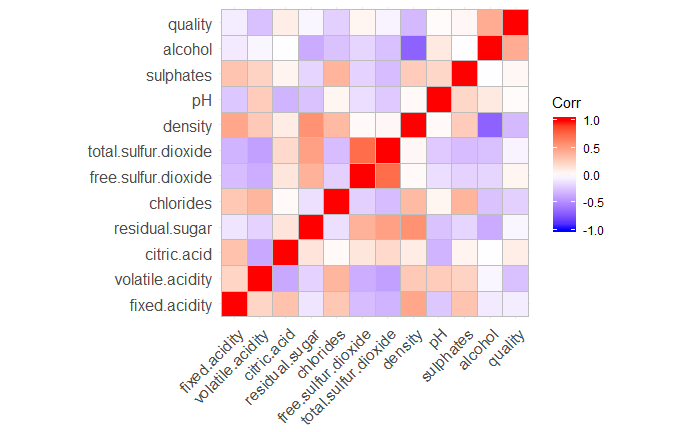 quality
alcohol
sulphates
pH
density
total.sulfur.dioxide
free.sulfur.dioxide
chlorides
residual.sugar
citric.acid
volatile.acidity
fixed.acidity
fixed.acidity
volatile.acidity
citric.acid
residual.sugar
chlorides
free.sulfur.dioxide
total.sulfur.dioxide
density
pH
sulphates
alcohol
quality
Corr
1.0
0.5
0.0
-0.5
-1.0